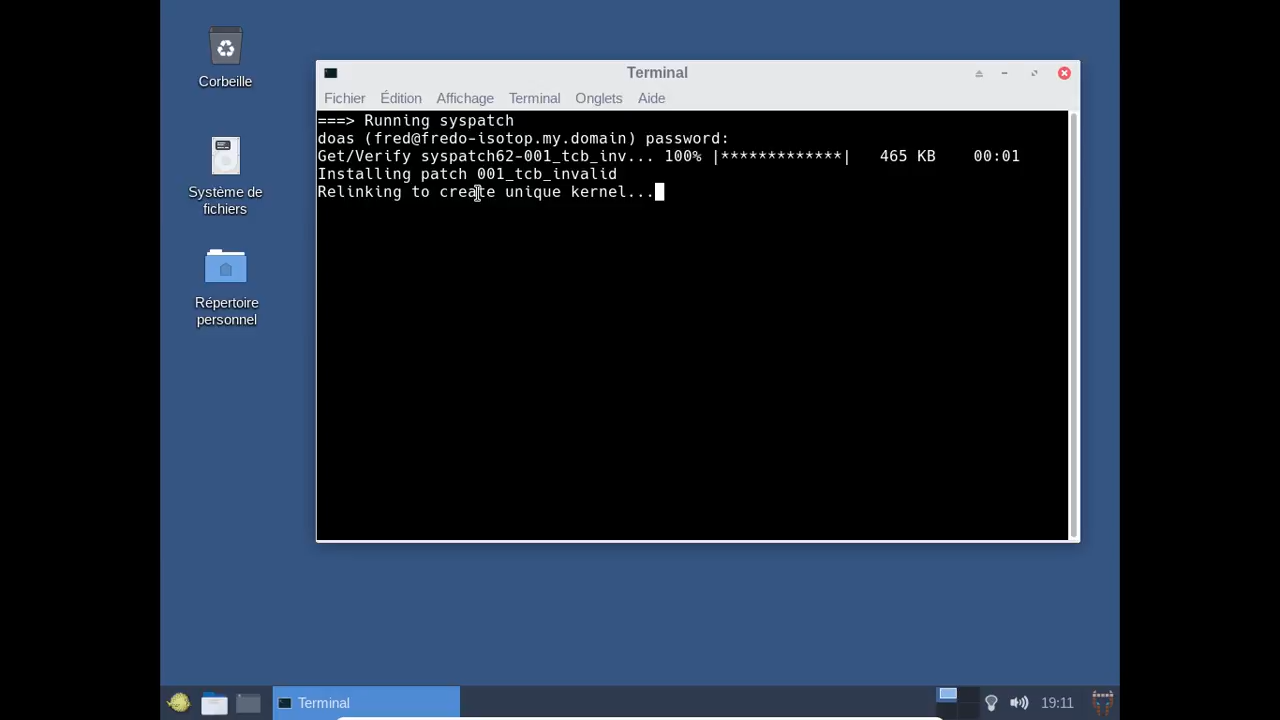 Corbeille
Système de
fichiers
Répertoire
personnel
Terminal
Fichier Édition Affichage Terminal Onglets Aide
===> Running syspatch
doas (fred@fredo-isotop.my.domain) password:
Get/Verify syspatch62-001_tcb_inv... 100% |*************| 465 KB 00:01
Installing patch 001_tcb_invalid
Relinking to create unique kernel...
Terminal
19:11